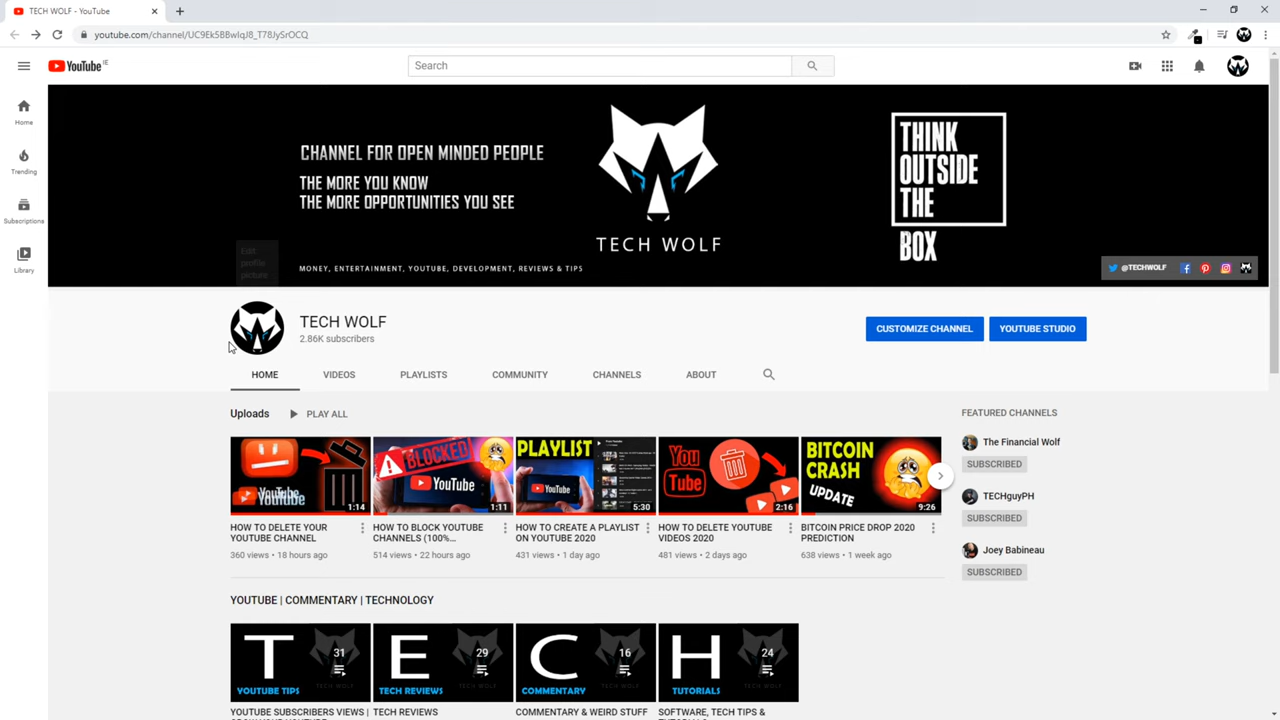 TECH WOLF - YouTube
youtube.com/channel/UC9Ek5BBwlqJ8_T78JySrOCQ
YouTube IE
Search
Home
Trending
Subscriptions
Library
CHANNEL FOR OPEN MINDED PEOPLE
THE MORE YOU KNOW
THE MORE OPPORTUNITIES YOU SEE
MONEY, ENTERTAINMENT, YOUTUBE, DEVELOPMENT, REVIEWS & TIPS
TECH WOLF
THINK
OUTSIDE
THE
BOX
@TECHWOLF
Edit
profile
picture
TECH WOLF
2.86K subscribers
CUSTOMIZE CHANNEL
YOUTUBE STUDIO
HOME
VIDEOS
PLAYLISTS
COMMUNITY
CHANNELS
ABOUT
Uploads
PLAY ALL
YouTube
1:14
BLOCKED
YouTube
1:11
PLAYLIST
YouTube
5:30
You
Tube
2:16
BITCOIN
CRASH
UPDATE
9:26
HOW TO DELETE YOUR
YOUTUBE CHANNEL
360 views • 18 hours ago
HOW TO BLOCK YOUTUBE
CHANNELS (100%...
514 views • 22 hours ago
HOW TO CREATE A PLAYLIST
ON YOUTUBE 2020
431 views • 1 day ago
HOW TO DELETE YOUTUBE
VIDEOS 2020
481 views • 2 days ago
BITCOIN PRICE DROP 2020
PREDICTION
638 views • 1 week ago
FEATURED CHANNELS
The Financial Wolf
SUBSCRIBED
TECHguyPH
SUBSCRIBED
Joey Babineau
SUBSCRIBED
YOUTUBE | COMMENTARY | TECHNOLOGY
T
31
YOUTUBE TIPS
E
29
TECH REVIEWS
C
16
COMMENTARY
H
24
TUTORIALS
YOUTUBE SUBSCRIBERS VIEWS |
TECH REVIEWS
COMMENTARY & WEIRD STUFF
SOFTWARE, TECH TIPS &